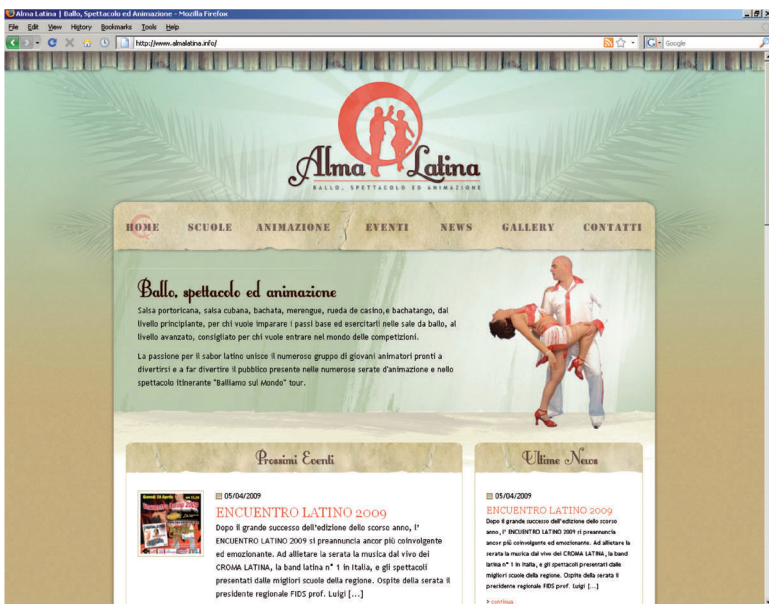 Alma Latina | Ballo, Spettacolo ed Animazione - Mozilla Firefox
File Edit View History Bookmarks Tools Help
http://www.almalatina.info/
Google
Alma Latina
BALLO, SPETTACOLO ED ANIMAZIONE
HOME SCUOLE ANIMAZIONE EVENTI NEWS GALLERY CONTATTI
Ballo, spettacolo ed animazione
Salsa portoricana, salsa cubana, bachata, merengue, rueda de casino,e bachatango, dal
livello principiante, per chi vuole imparare i passi base ed esercitarli nelle sale da ballo, al
livello avanzato, consigliato per chi vuole entrare nel mondo delle competizioni.
La passione per il sabor latino unisce il numeroso gruppo di giovani animatori pronti a
divertirsi e a far divertire il pubblico presente nelle numerose serate d'animazione e nello
spettacolo itinerante "Balliamo sul Mondo" tour.
Prossimi Eventi
05/04/2009
ENCUENTRO LATINO 2009
Dopo il grande successo dell'edizione dello scorso anno, l'
ENCUENTRO LATINO 2009 si preannuncia ancor più coinvolgente
ed emozionante. Ad allietare la serata la musica dal vivo dei
CROMA LATINA, la band latina n° 1 in Italia, e gli spettacoli
presentati dalle migliori scuole della regione. Ospite della serata il
presidente regionale FIDS prof. Luigi [...]
Ultime News
05/04/2009
ENCUENTRO LATINO 2009
Dopo il grande successo dell'edizione dello scorso
anno, l' ENCUENTRO LATINO 2009 si preannuncia
ancor più coinvolgente ed emozionante. Ad allietare la
serata la musica dal vivo dei CROMA LATINA, la band
latina n° 1 in Italia, e gli spettacoli presentati dalle
migliori scuole della regione. Ospite della serata il
presidente regionale FIDS prof. Luigi [...]
> continua